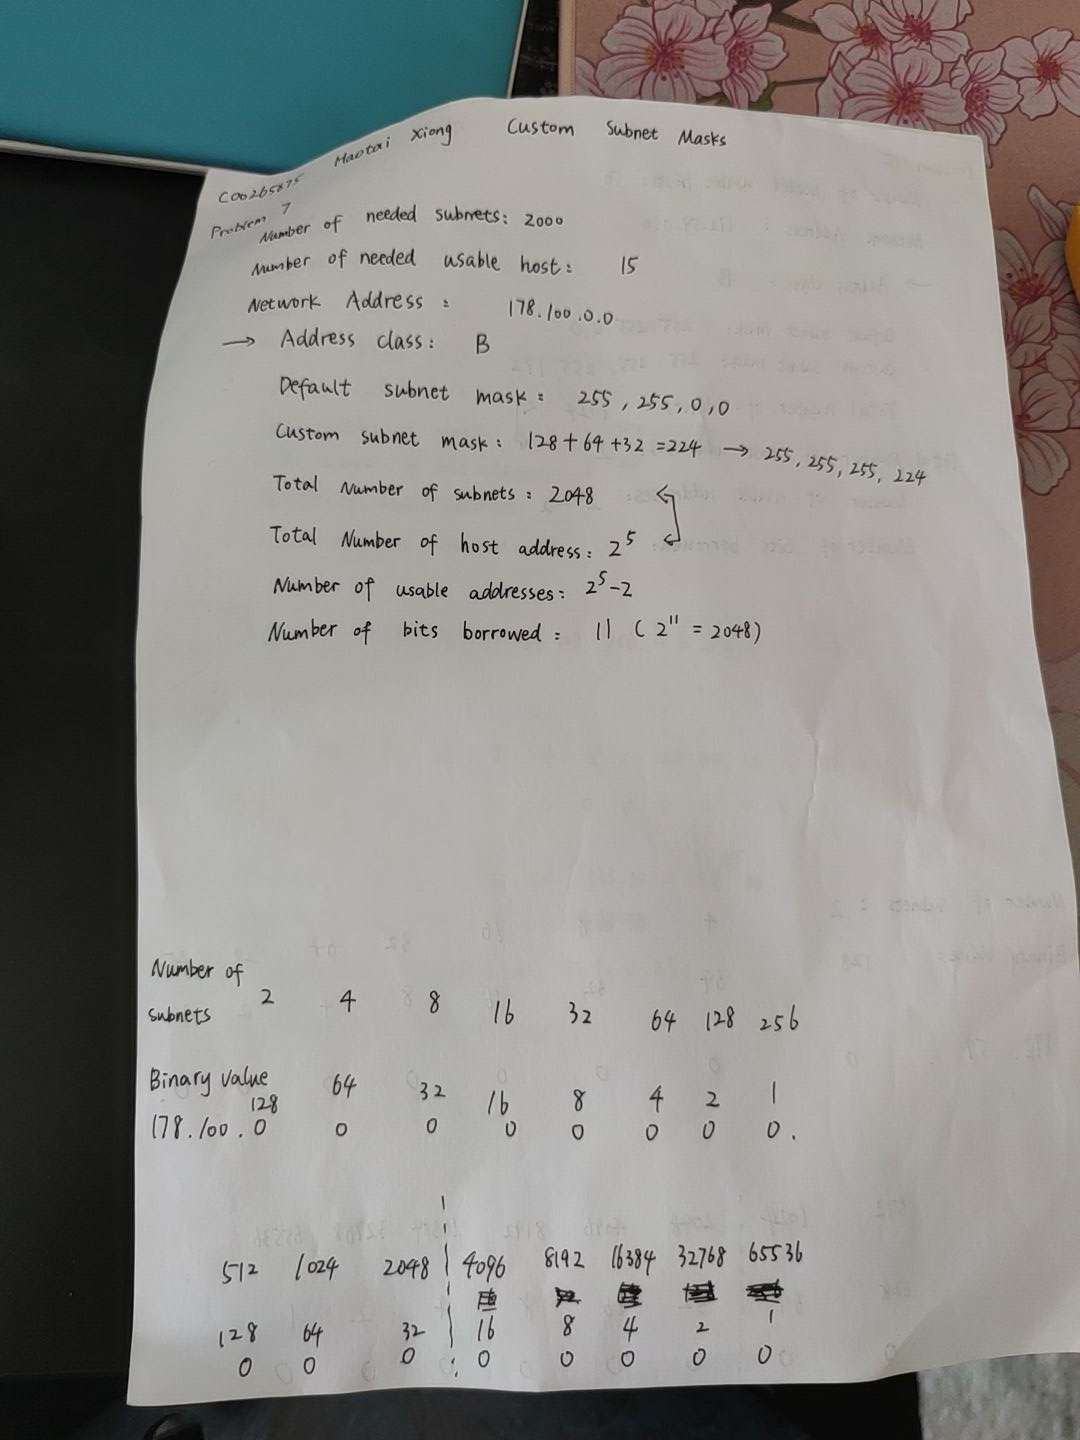 Haotai Xiong Custom Subnet Masks
C00265875
Problem 7
Number of needed subnets: 2000
Number of needed usable host: 15
Network Address: 178.100.0.0
→ Address class: B
Default subnet mask: 255, 255, 0, 0
Custom subnet mask: 128+64+32=224 → 255, 255, 255, 224
Total Number of subnets: 2048
Total Number of host address: 2⁵
Number of usable addresses: 2⁵-2
Number of bits borrowed: 11 (2¹¹ = 2048)
Number of
subnets 2 4 8 16 32 64 128 256
Binary value
128 64 32 16 8 4 2 1
178.100.0 0 0 0 0 0 0 0.
512 1024 2048 4096 8192 16384 32768 65536
128 64 32 16 8 4 2 1
0 0 0 : 0 0 0 0 0